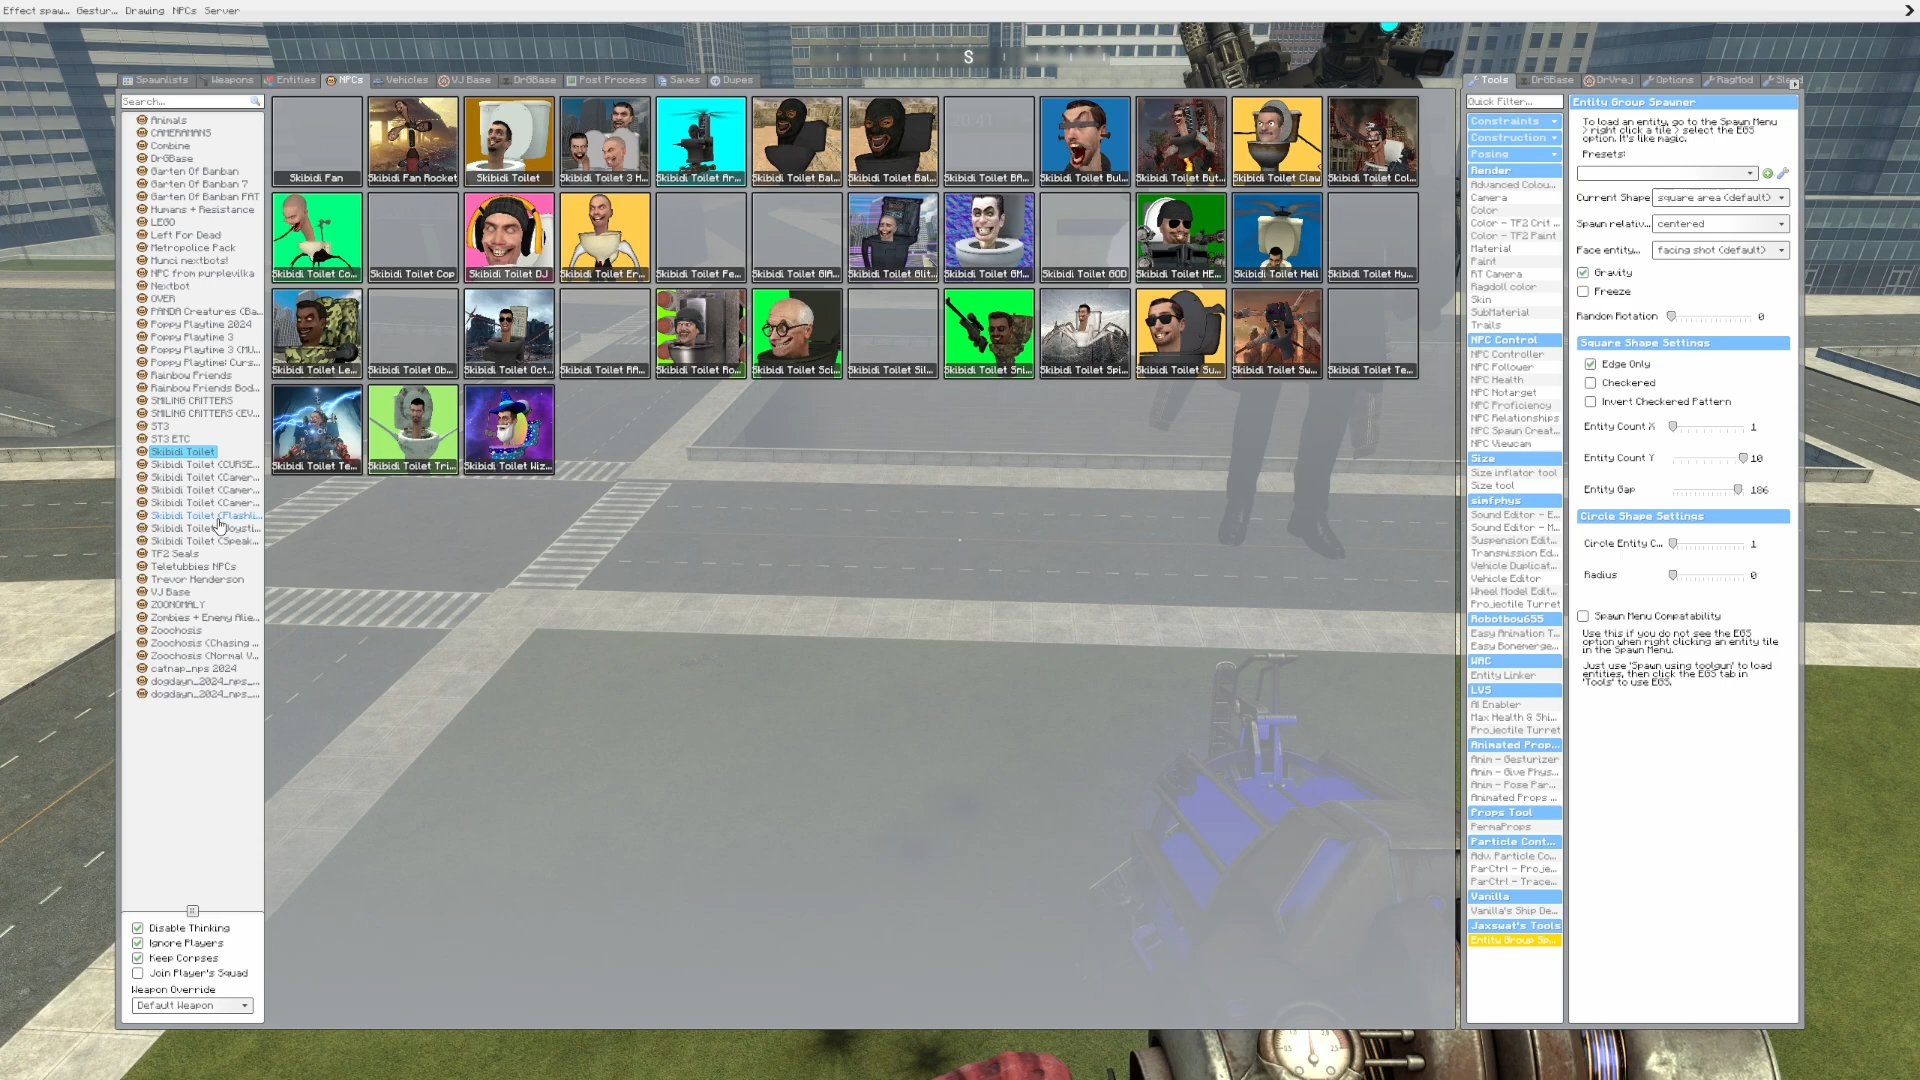 Effect spaw... Gestur... Drawing NPCs Server
S
Spawnlists Weapons Entities NPCs Vehicles VJ Base DrGBase Post Process Saves Dupes
Search...
Animals
CAMERAMANS
Combine
DrGBase
Garten Of Banban
Garten Of Banban 7
Garten Of Banban FAT
Humans + Resistance
LEGO
Left For Dead
Metropolice Pack
Munci nextbots!
NPC from purplevilka
Nextbot
OVER
PANDA Creatures (Ba...
Poppy Playtime 2024
Poppy Playtime 3
Poppy Playtime 3 (MU...
Poppy Playtime Curs...
Rainbow Friends
Rainbow Friends Bod...
SMILING CRITTERS
SMILING CRITTERS (EV...
ST3
ST3 ETC
Skibidi Toilet
Skibidi Toilet (CURSE...
Skibidi Toilet (Camer...
Skibidi Toilet (Camer...
Skibidi Toilet (Camer...
Skibidi Toilet (Flashli...
Skibidi Toilet (Joysti...
Skibidi Toilet (Speak...
TF2 Seals
Teletubbies NPCs
Trevor Henderson
VJ Base
ZOONOMALY
Zombies + Enemy Alie...
Zoochosis
Zoochosis (Chasing ...
Zoochosis (Normal V...
catnap_nps 2024
dogdayn_2024_nps_...
dogdayn_2024_nps_...
Disable Thinking
Ignore Players
Keep Corpses
Join Player's Squad
Weapon Override
Default Weapon
Skibidi Fan
Skibidi Fan Rocket
Skibidi Toilet
Skibidi Toilet 3 M...
Skibidi Toilet Ar...
Skibidi Toilet Bal...
Skibidi Toilet Bal...
Skibidi Toilet BA...
Skibidi Toilet Bul...
Skibidi Toilet But...
Skibidi Toilet Claw
Skibidi Toilet Col...
Skibidi Toilet Co...
Skibidi Toilet Cop
Skibidi Toilet DJ
Skibidi Toilet Er...
Skibidi Toilet Fe...
Skibidi Toilet GIA...
Skibidi Toilet Glit...
Skibidi Toilet GM...
Skibidi Toilet GOD
Skibidi Toilet HE...
Skibidi Toilet Heli
Skibidi Toilet Hy...
Skibidi Toilet Le...
Skibidi Toilet Ob...
Skibidi Toilet Oct...
Skibidi Toilet RA...
Skibidi Toilet Ro...
Skibidi Toilet Sci...
Skibidi Toilet Sil...
Skibidi Toilet Sni...
Skibidi Toilet Spi...
Skibidi Toilet Su...
Skibidi Toilet Sw...
Skibidi Toilet Te...
Skibidi Toilet Te...
Skibidi Toilet Tri...
Skibidi Toilet Wiz...
Tools DrGBase DrVrej Options RagMod
Quick Filter...
Constraints
Construction
Posing
Render
Advanced Colou...
Camera
Color
Color - TF2 Crit ...
Color - TF2 Paint
Material
Paint
RT Camera
Ragdoll color
Skin
SubMaterial
Trails
NPC Control
NPC Controller
NPC Follower
NPC Health
NPC Notarget
NPC Proficiency
NPC Relationships
NPC Spawn Creat...
NPC Viewcam
Size
Size inflator tool
Size tool
simfphys
Sound Editor - E...
Sound Editor - M...
Suspension Edit...
Transmission Ed...
Vehicle Duplicat...
Vehicle Editor
Wheel Model Edit...
Projectile Turret
Robotboy655
Easy Animation T...
Easy Bonemerge...
WAC
Entity Linker
LVS
AI Enabler
Max Health & Shi...
Projectile Turret
Animated Prop...
Anim - Gesturizer
Anim - Give Phys...
Anim - Pose Par...
Animated Props ...
Props Tool
PermaProps
Particle Cont...
Adv. Particle Co...
ParCtrl - Proje...
ParCtrl - Trace...
Vanilla
Vanilla's Ship De...
Jaxswat's Tools
Entity Group Sp...
Entity Group Spawner
To load an entity, go to the Spawn Menu
> right click a tile > select the EGS
option. It's like magic.
Presets:
Current Shape square area (default)
Spawn relativ... centered
Face entity... facing shot (default)
Gravity
Freeze
Random Rotation 0
Square Shape Settings
Edge Only
Checkered
Invert Checkered Pattern
Entity Count X 1
Entity Count Y 10
Entity Gap 186
Circle Shape Settings
Circle Entity C... 1
Radius 0
Spawn Menu Compatability
Use this if you do not see the EGS
option when right clicking an entity tile
in the Spawn Menu.
Just use 'Spawn using toolgun' to load
entities, then click the EGS tab in
'Tools' to use EGS.